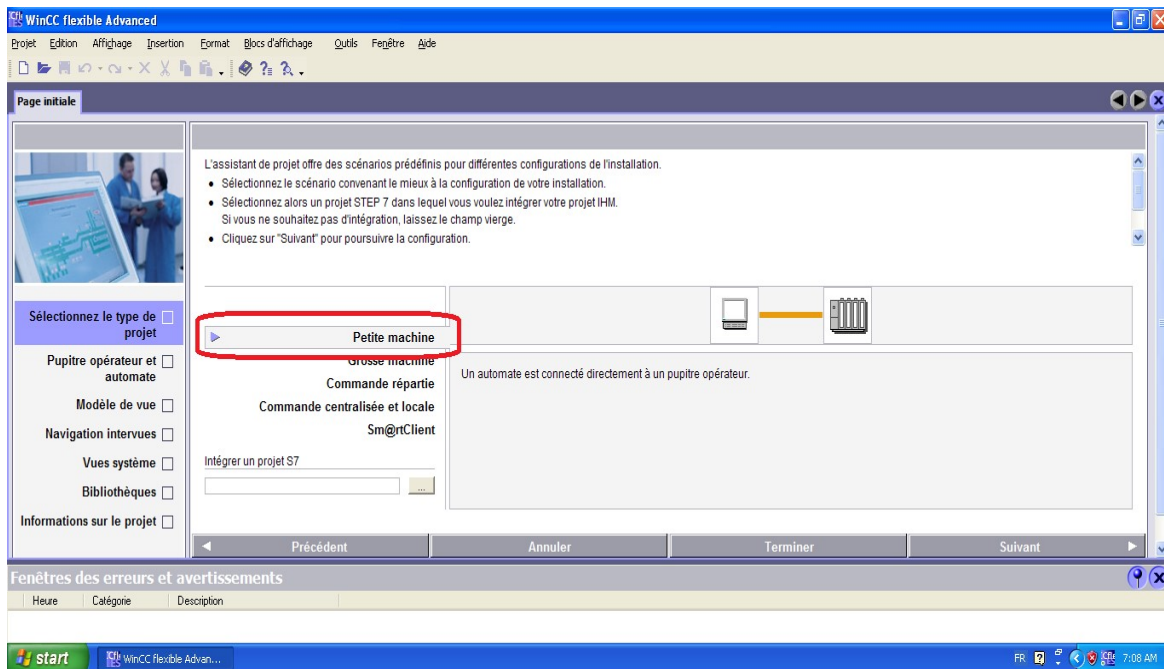 WinCC flexible Advanced
Projet Edition Affichage Insertion Format Blocs d'affichage Outils Fenêtre Aide
Page initiale
L'assistant de projet offre des scénarios prédéfinis pour différentes configurations de l'installation.
• Sélectionnez le scénario convenant le mieux à la configuration de votre installation.
• Sélectionnez alors un projet STEP 7 dans lequel vous voulez intégrer votre projet IHM.
Si vous ne souhaitez pas d'intégration, laissez le champ vierge.
• Cliquez sur "Suivant" pour poursuivre la configuration.
Sélectionnez le type de
projet
Pupitre opérateur et
automate
Modèle de vue
Navigation intervues
Vues système
Bibliothèques
Informations sur le projet
Petite machine
Grosse machine
Commande répartie
Commande centralisée et locale
Sm@rtClient
Intégrer un projet S7
...
Un automate est connecté directement à un pupitre opérateur.
Précédent Annuler Terminer Suivant
Fenêtres des erreurs et avertissements
Heure Catégorie Description
start WinCC flexible Advan... FR 7:08 AM